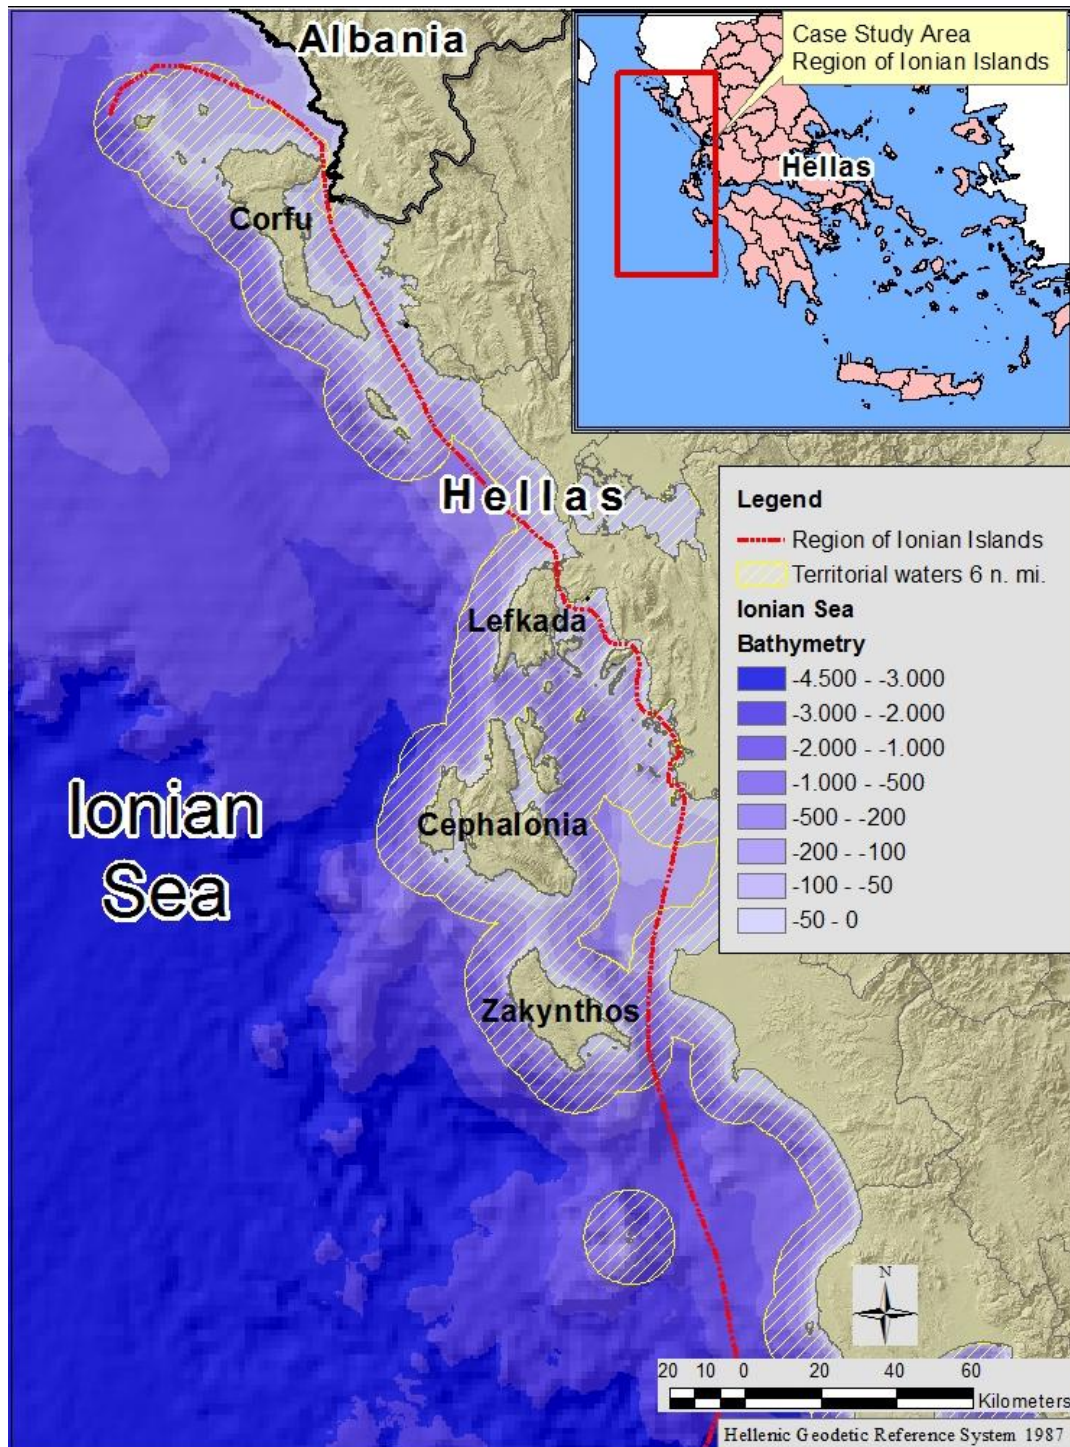 Albania
Case Study Area
Region of Ionian Islands
Hellas
Corfu
Hellas
Legend
Region of Ionian Islands
Territorial waters 6 n. mi.
Ionian Sea
Bathymetry
-4.500 - -3.000
-3.000 - -2.000
-2.000 - -1.000
-1.000 - -500
-500 - -200
-200 - -100
-100 - -50
-50 - 0
Lefkada
Ionian
Sea
Cephalonia
Zakynthos
N
20 10 0 20 40 60
Kilometers
Hellenic Geodetic Reference System 1987